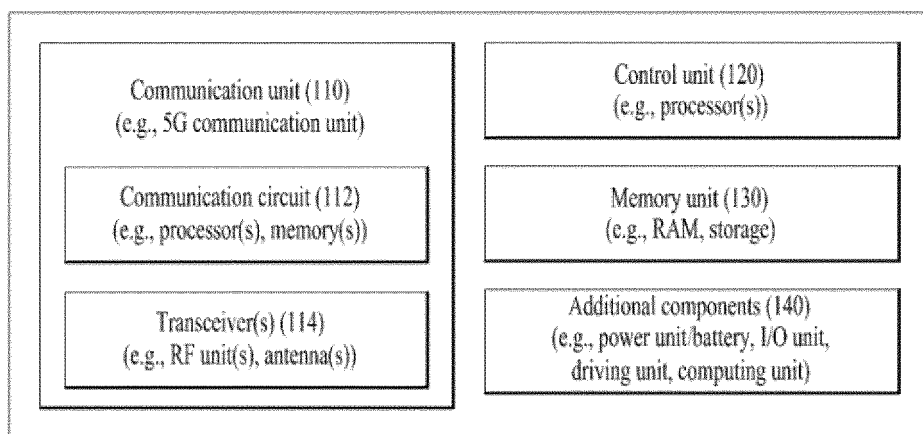 Communication unit (110)
(e.g., 5G communication unit)
Communication circuit (112)
(e.g., processor(s), memory(s))
Transceiver(s) (114)
(e.g., RF unit(s), antenna(s))
Control unit (120)
(e.g., processor(s))
Memory unit (130)
(e.g., RAM, storage)
Additional components (140)
(e.g., power unit/battery, I/O unit,
driving unit, computing unit)